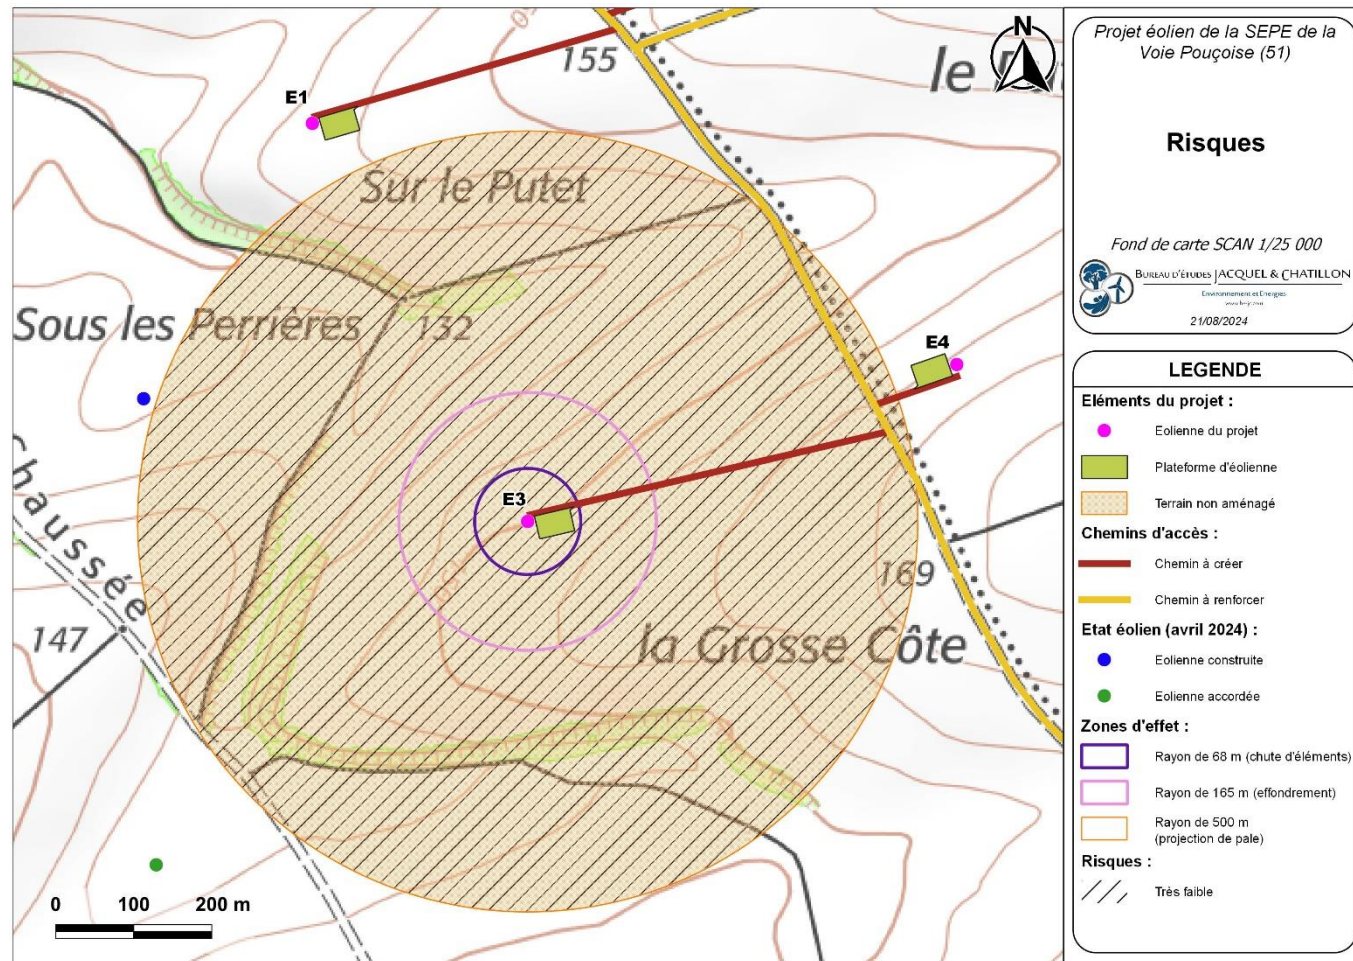 N
155
le
E1
Sur le Putet
Sous les Perrières
132
E4
Chaussée
E3
150
169
147
la Grosse Côte
0 100 200 m
Projet éolien de la SEPE de la
Voie Pouçoise (51)
Risques
Fond de carte SCAN 1/25 000
BUREAU D'ÉTUDES JACQUEL & CHATILLON
Environnement et Energies
21/08/2024
LEGENDE
Eléments du projet :
Eolienne du projet
Plateforme d'éolienne
Terrain non aménagé
Chemins d'accès :
Chemin à créer
Chemin à renforcer
Etat éolien (avril 2024) :
Eolienne construite
Eolienne accordée
Zones d'effet :
Rayon de 68 m (chute d'éléments)
Rayon de 165 m (effondrement)
Rayon de 500 m
(projection de pale)
Risques :
Très faible